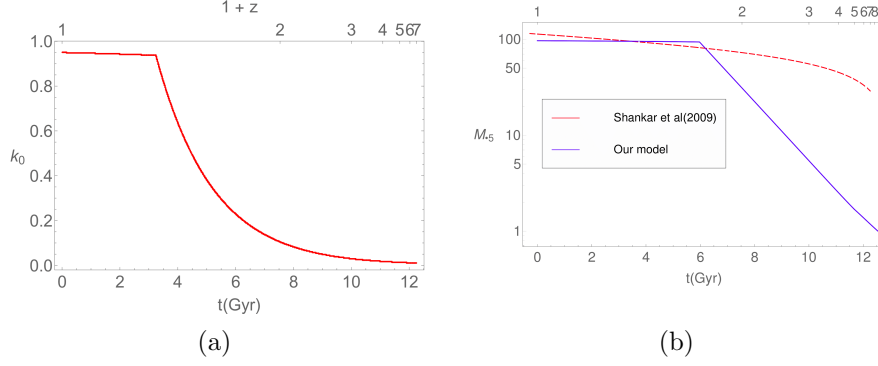 1 + z
1 2 3 4 5 6 7
1.0
0.8
0.6
0.4
0.2
0.0
k₀
0 2 4 6 8 10 12
t(Gyr)
(a)
1 2 3 4 5 6 7 8
100
50
10
5
1
M•5
Shankar et al(2009)
Our model
0 2 4 6 8 10 12
t(Gyr)
(b)